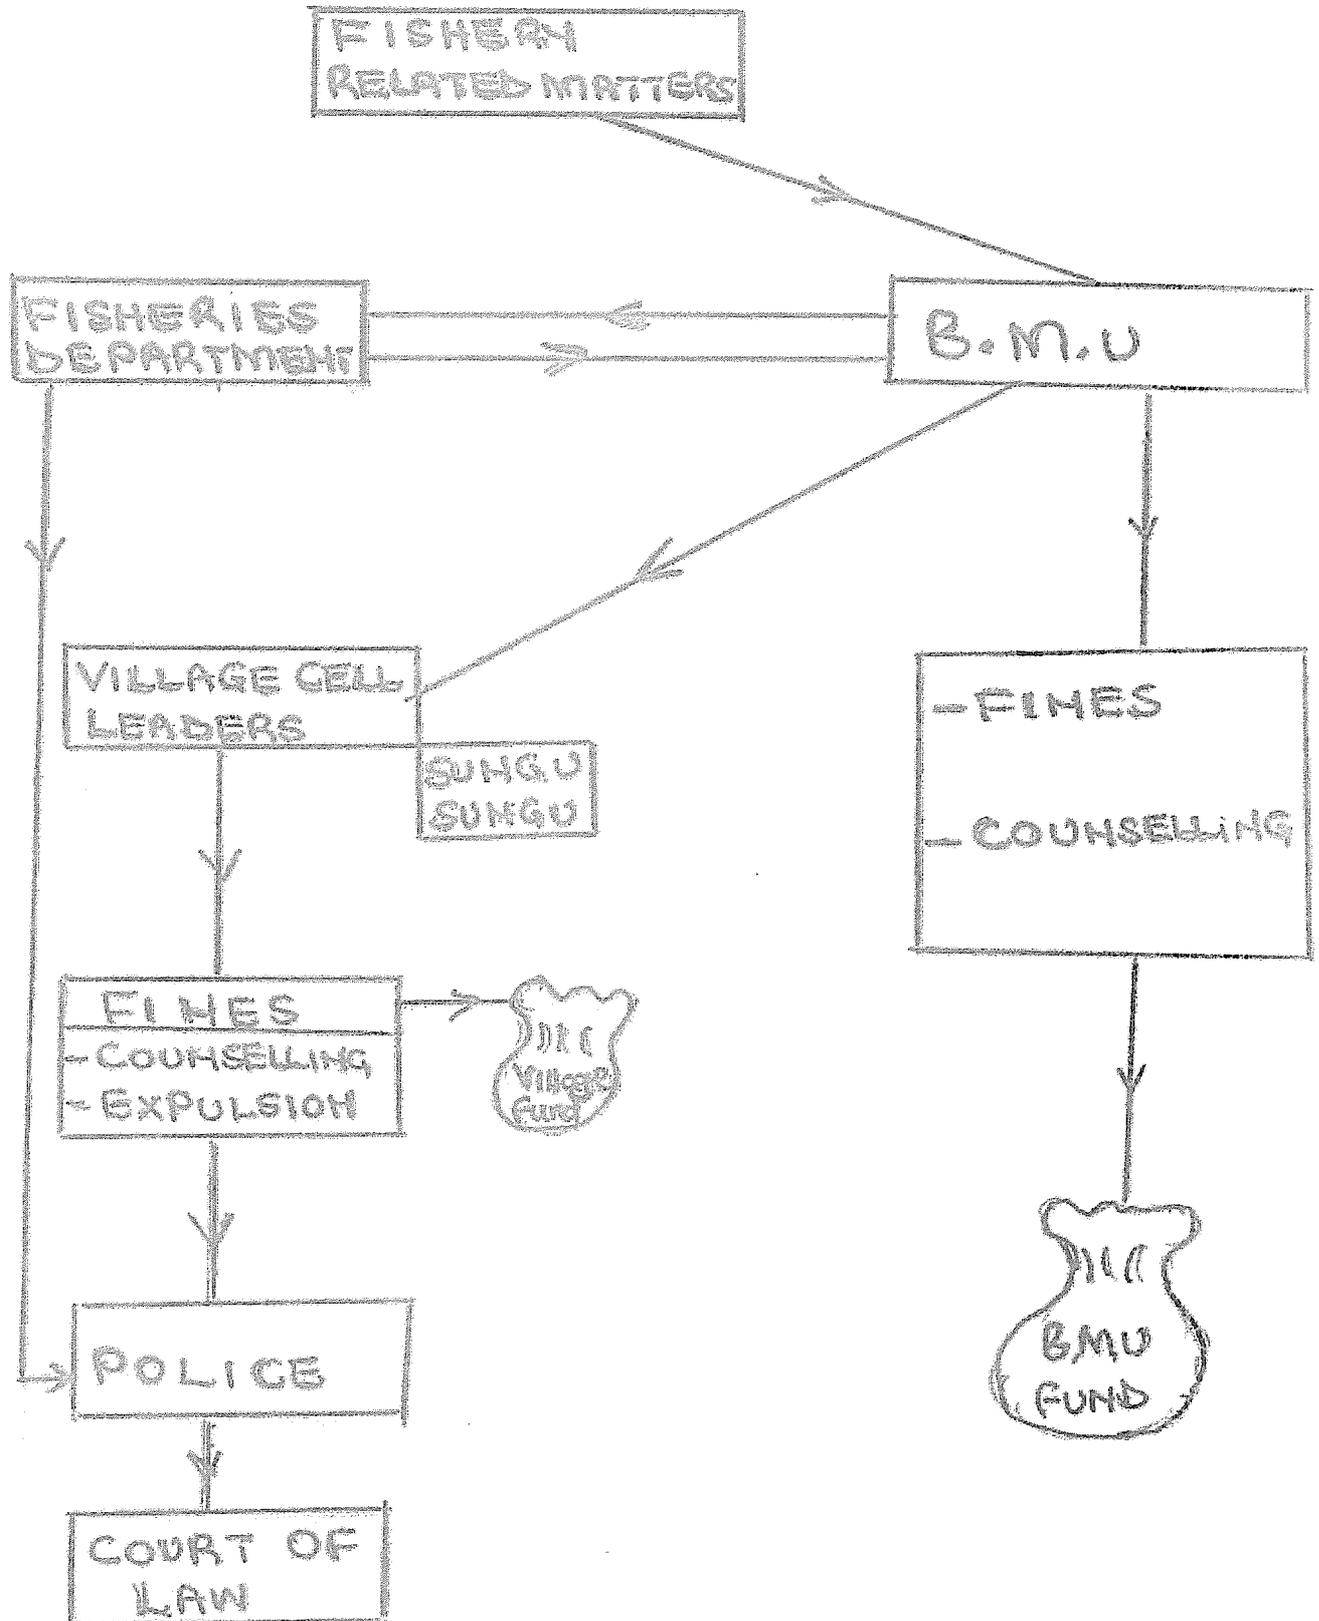 FISHERY
RELATED MATTERS
FISHERIES
DEPARTMENT
B.M.U
VILLAGE CELL
LEADERS
SUNGU
SUNGU
- FINES
- COUNSELLING
FINES
- COUNSELLING
- EXPULSION
Village
Fund
POLICE
BMU
FUND
COURT OF
LAW